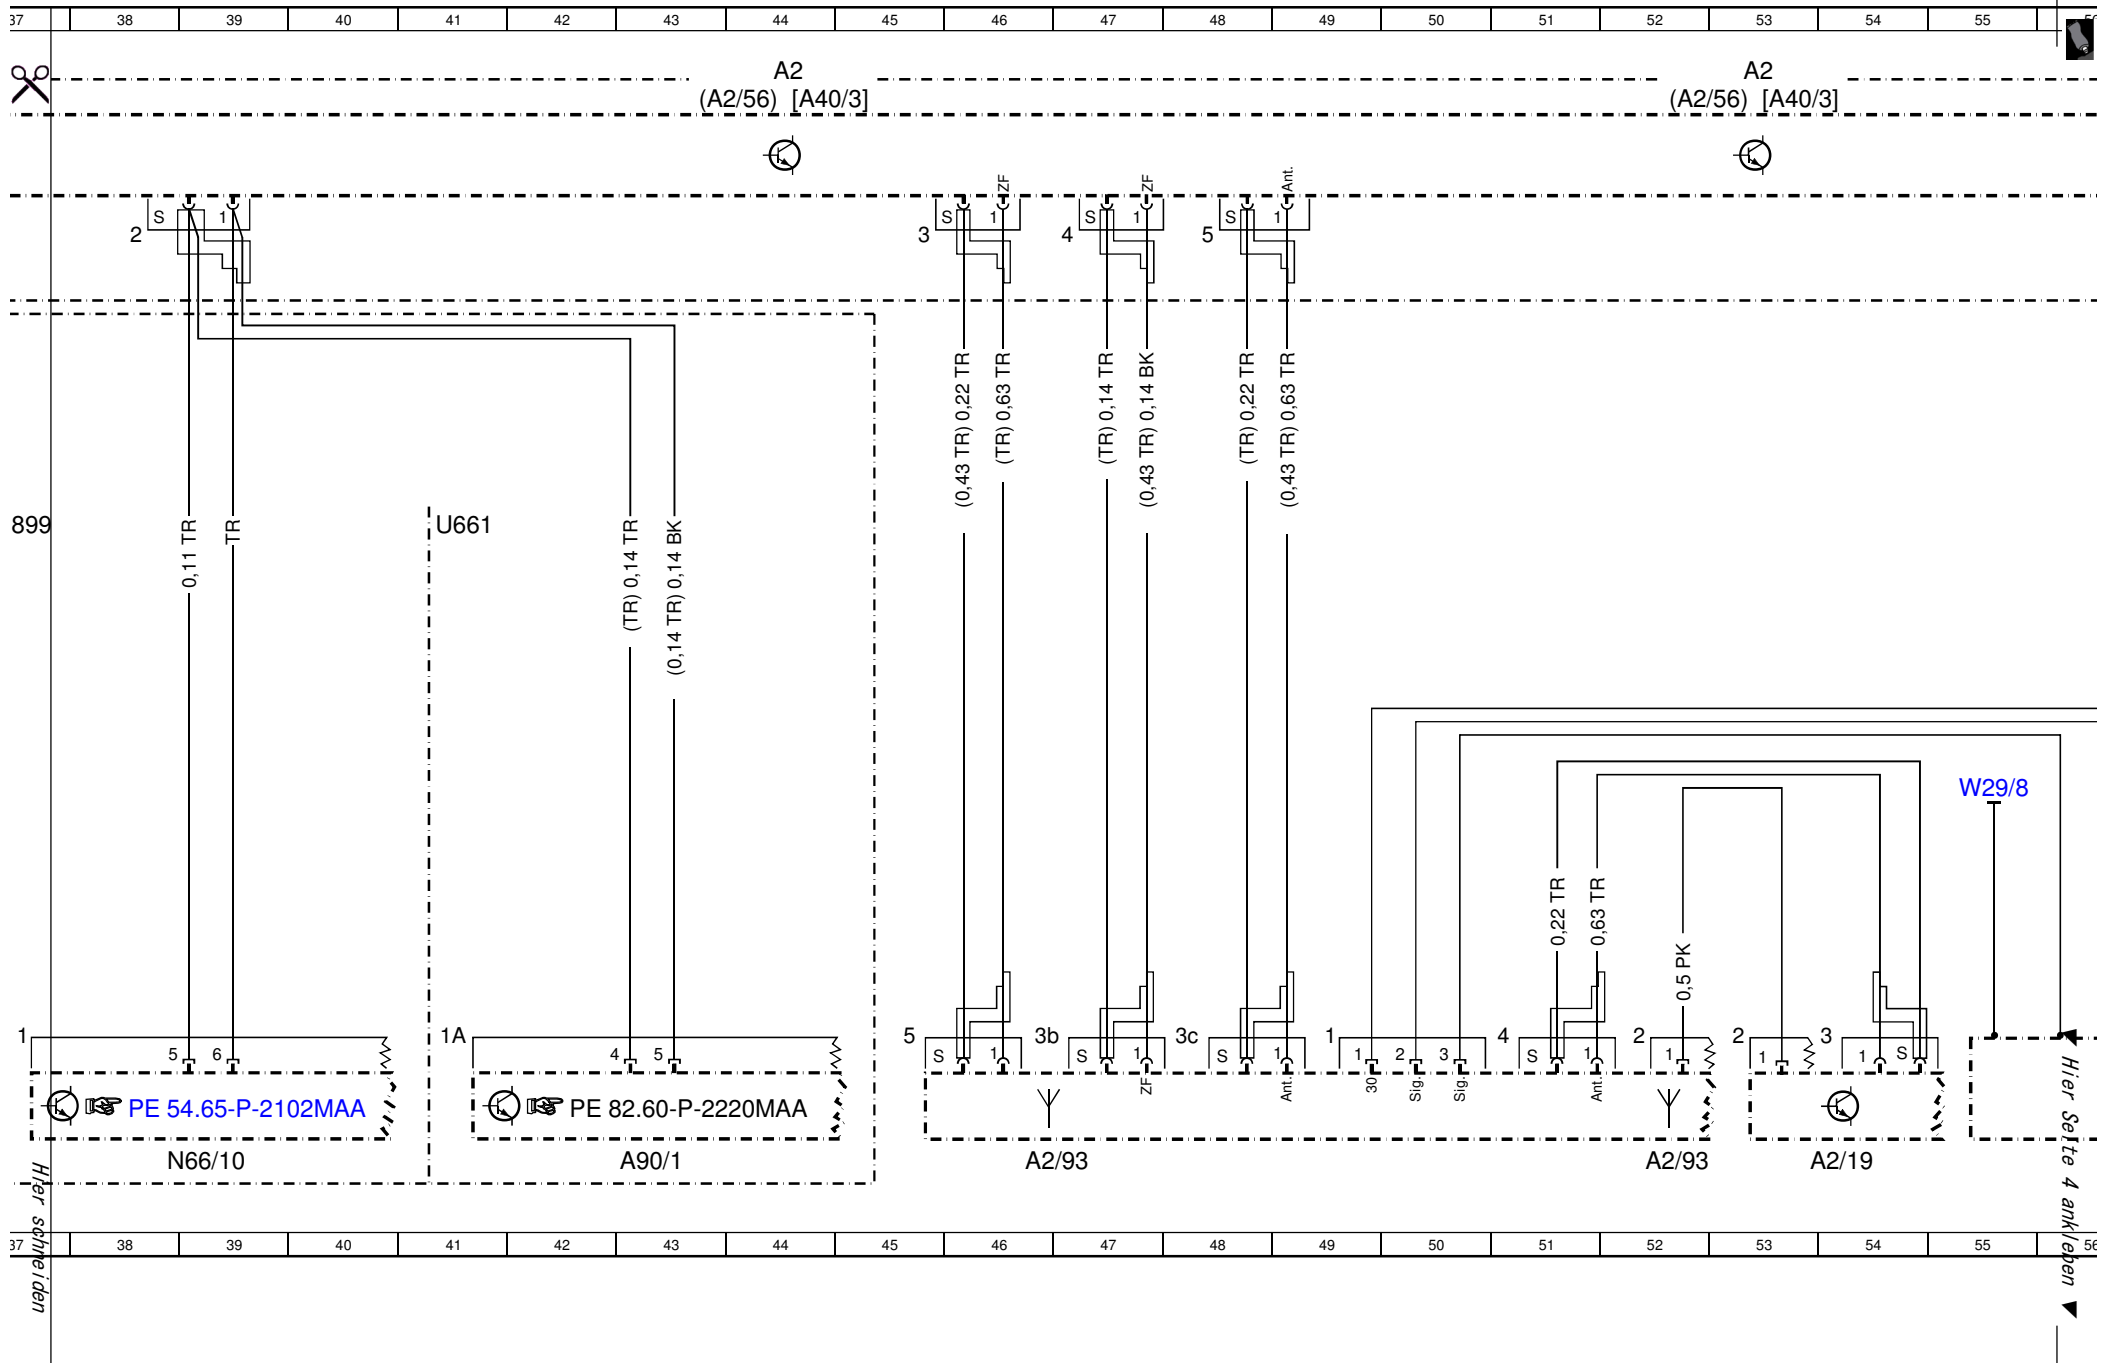 37 38 39 40 41 42 43 44 45 46 47 48 49 50 51 52 53 54 55 56
A2 A2
(A2/56) [A40/3] (A2/56) [A40/3]
ZF ZF Ant.
S 1 S 1 S 1 S 1
2 3 4 5
(0,43 TR) 0,22 TR
(TR) 0,63 TR
(TR) 0,14 TR
(0,43 TR) 0,14 BK
(TR) 0,22 TR
(0,43 TR) 0,63 TR
899 U661
0,11 TR
TR
(TR) 0,14 TR
(0,14 TR) 0,14 BK
W29/8
0,22 TR
0,63 TR
0,5 PK
1 1A 5 3b 3c 1 4 2 2 3
5 6 4 5 S 1 S 1 1 1 2 3 S 1 1 1 1 S
ZF Ant. 30 Sig. Sig. Ant.
PE 54.65-P-2102MAA PE 82.60-P-2220MAA
N66/10 A90/1 A2/93 A2/93 A2/19
Hier schneiden
Hier Seite 4 ankleben
37 38 39 40 41 42 43 44 45 46 47 48 49 50 51 52 53 54 55 56